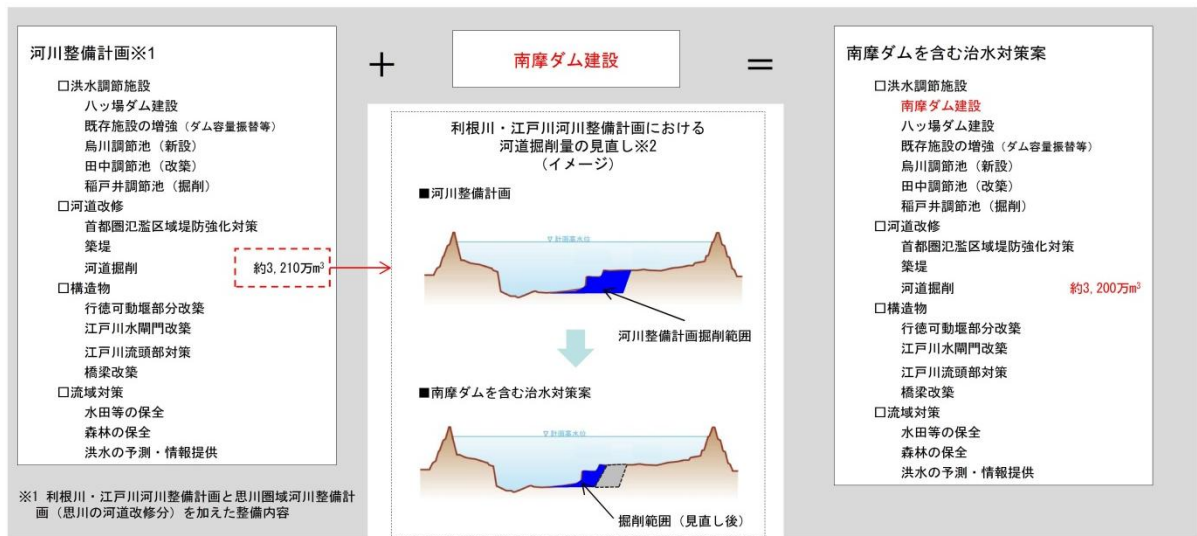 河川整備計画※1
□洪水調節施設
八ッ場ダム建設
既存施設の増強（ダム容量振替等）
烏川調節池（新設）
田中調節池（改築）
稲戸井調節池（掘削）
□河道改修
首都圏氾濫区域堤防強化対策
築堤
河道掘削 約3,210万m³
□構造物
行徳可動堰部分改築
江戸川水閘門改築
江戸川流頭部対策
橋梁改築
□流域対策
水田等の保全
森林の保全
洪水の予測・情報提供
※1 利根川・江戸川河川整備計画と思川圏域河川整備計
画（思川の河道改修分）を加えた整備内容
＋
南摩ダム建設
＝
利根川・江戸川河川整備計画における
河道掘削量の見直し※2
（イメージ）
■河川整備計画
▽計画高水位
河川整備計画掘削範囲
■南摩ダムを含む治水対策案
▽計画高水位
掘削範囲（見直し後）
南摩ダムを含む治水対策案
□洪水調節施設
南摩ダム建設
八ッ場ダム建設
既存施設の増強（ダム容量振替等）
烏川調節池（新設）
田中調節池（改築）
稲戸井調節池（掘削）
□河道改修
首都圏氾濫区域堤防強化対策
築堤
河道掘削 約3,200万m³
□構造物
行徳可動堰部分改築
江戸川水閘門改築
江戸川流頭部対策
橋梁改築
□流域対策
水田等の保全
森林の保全
洪水の予測・情報提供